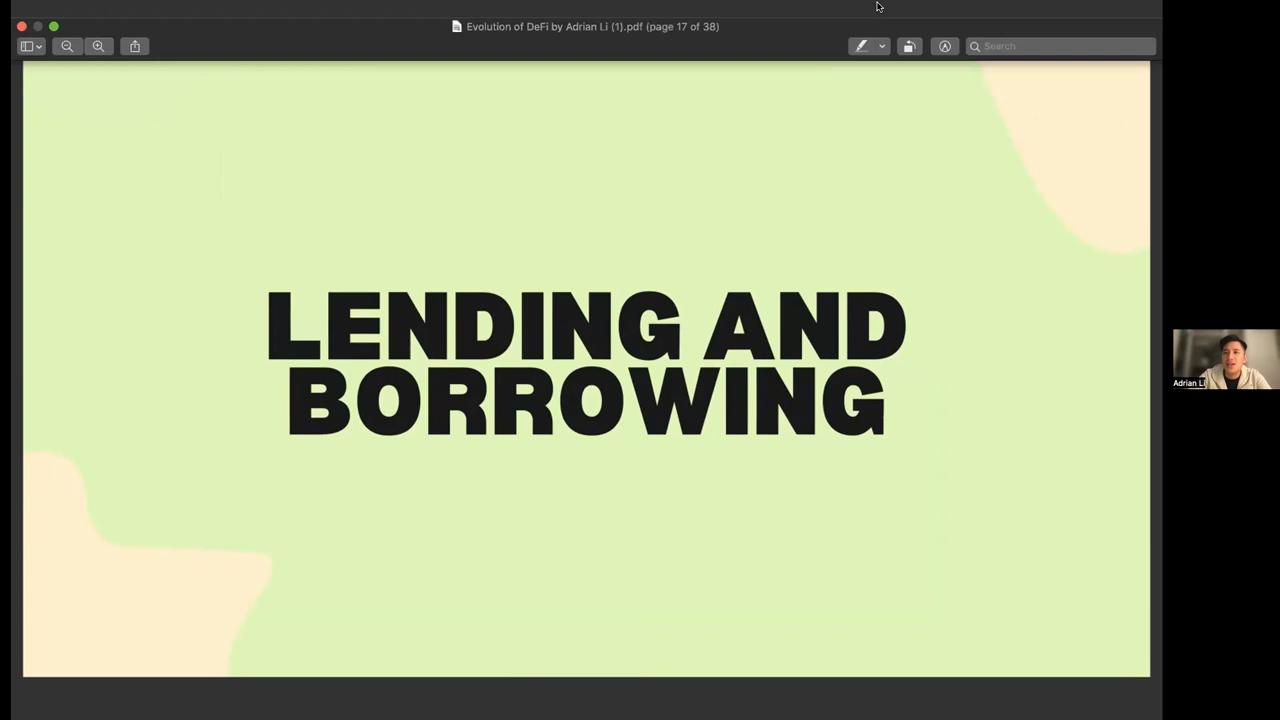 Evolution of DeFi by Adrian Li (1).pdf (page 17 of 38)
Search
LENDING AND
BORROWING
Adrian Li